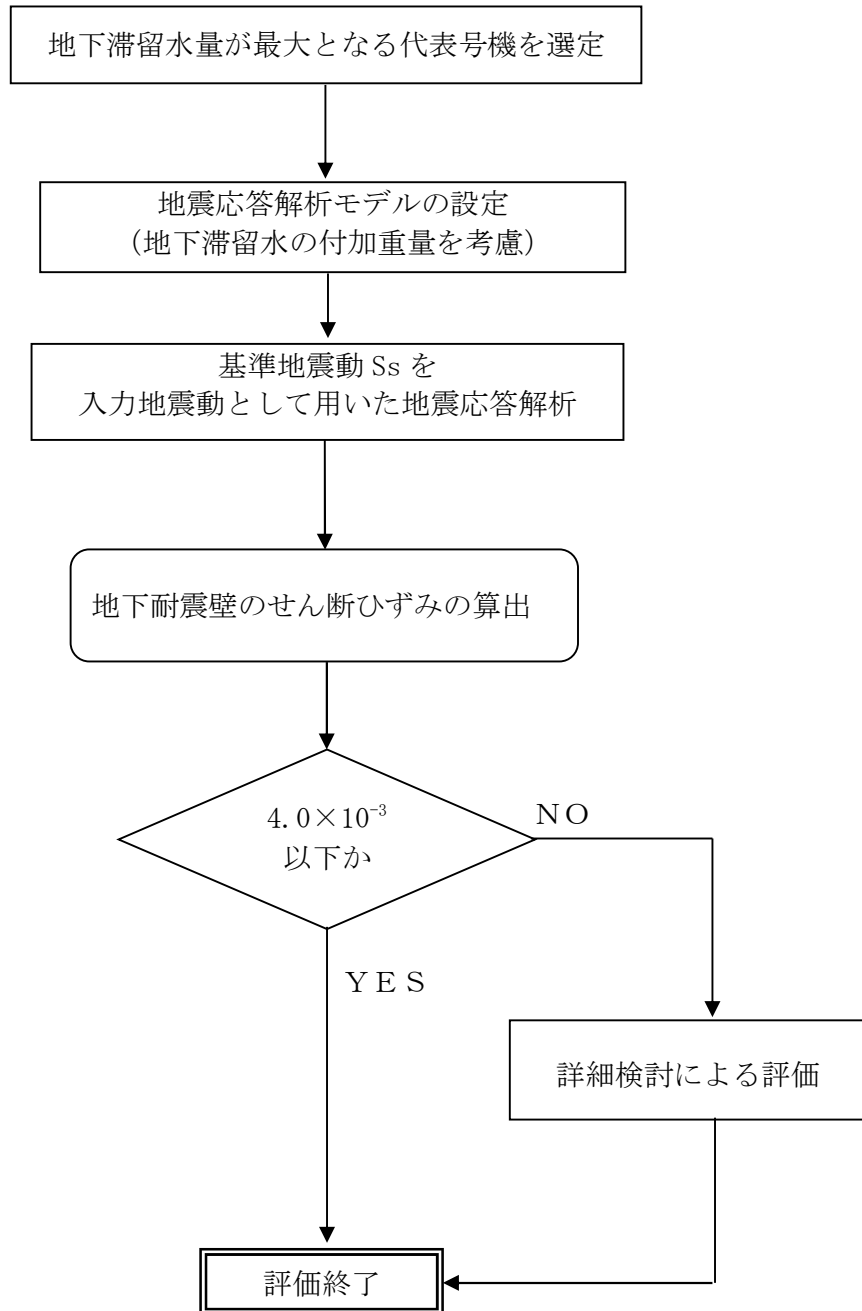 地下滞留水量が最大となる代表号機を選定
地震応答解析モデルの設定
（地下滞留水の付加重量を考慮）
基準地震動 Ss を
入力地震動として用いた地震応答解析
地下耐震壁のせん断ひずみの算出
4.0×10⁻³
以下か
ＮＯ
ＹＥＳ
詳細検討による評価
評価終了